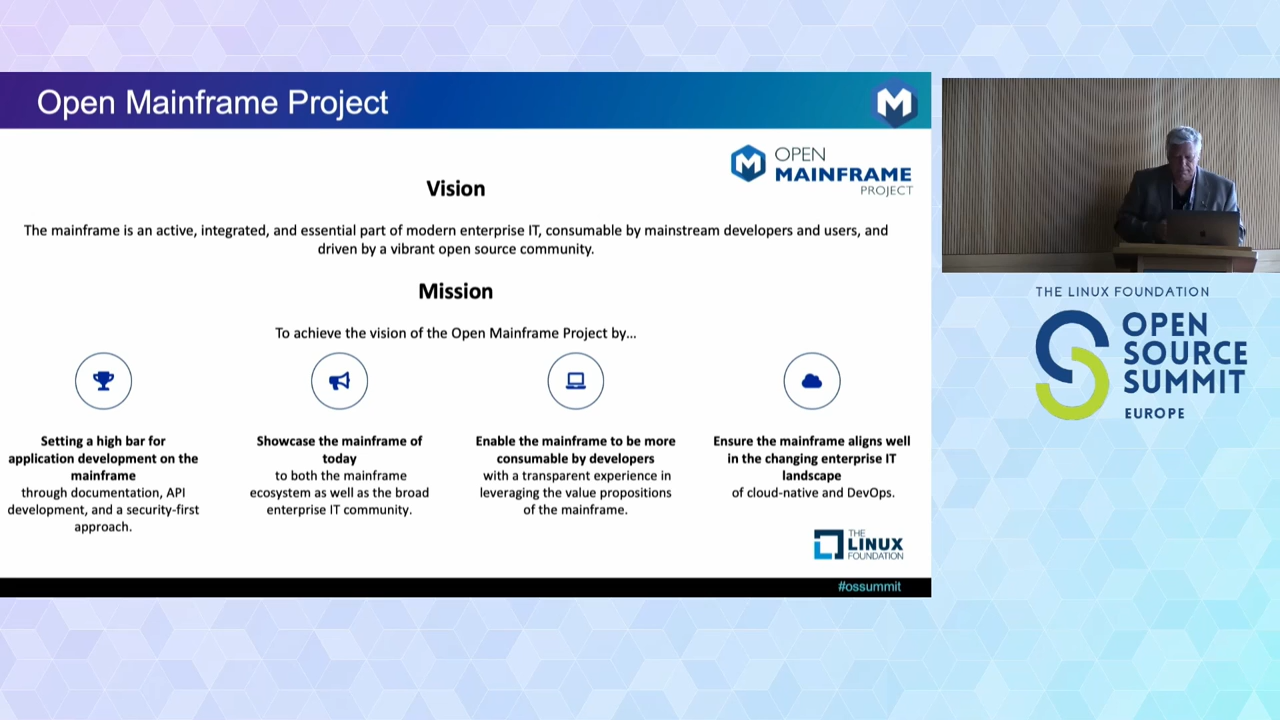 Open Mainframe Project
M
M
OPEN
MAINFRAME
PROJECT
Vision
The mainframe is an active, integrated, and essential part of modern enterprise IT, consumable by mainstream developers and users, and
driven by a vibrant open source community.
Mission
To achieve the vision of the Open Mainframe Project by...
Setting a high bar for
application development on the
mainframe
through documentation, API
development, and a security-first
approach.
Showcase the mainframe of
today
to both the mainframe
ecosystem as well as the broad
enterprise IT community.
Enable the mainframe to be more
consumable by developers
with a transparent experience in
leveraging the value propositions
of the mainframe.
Ensure the mainframe aligns well
in the changing enterprise IT
landscape
of cloud-native and DevOps.
THE
LINUX
FOUNDATION
#ossummit
THE LINUX FOUNDATION
OPEN
SOURCE
SUMMIT
EUROPE